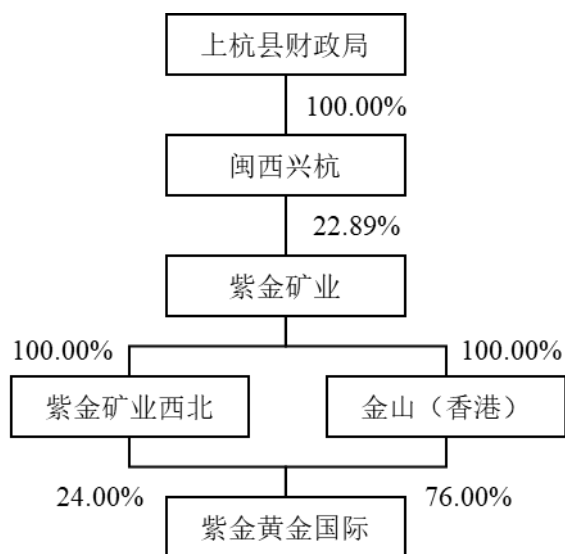 上杭县财政局
100.00%
闽西兴杭
22.89%
紫金矿业
100.00%
100.00%
紫金矿业西北
金山（香港）
24.00%
76.00%
紫金黄金国际